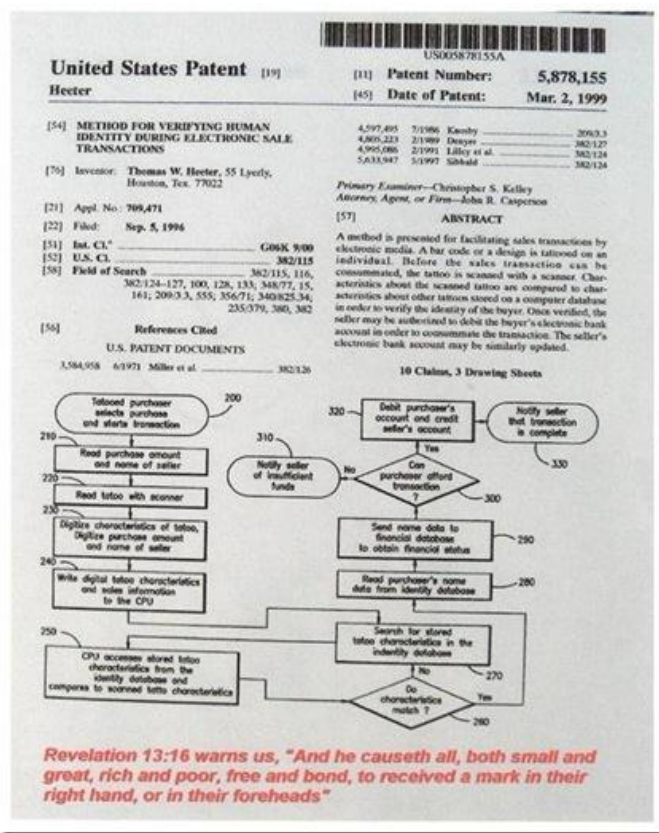 US005878155A
United States Patent [19]
Heeter
[11] Patent Number: 5,878,155
[45] Date of Patent: Mar. 2, 1999
[54] METHOD FOR VERIFYING HUMAN
IDENTITY DURING ELECTRONIC SALE
TRANSACTIONS
[76] Inventor: Thomas W. Heeter, 55 Lyerly,
Houston, Tex. 77022
[21] Appl. No.: 709,471
[22] Filed: Sep. 5, 1996
[51] Int. Cl.⁶ G06K 9/00
[52] U.S. Cl. 382/115
[58] Field of Search 382/115, 116,
382/124-127, 100, 128, 133; 348/77, 15,
161; 209/3.3, 555; 356/71; 340/825.34;
235/379, 380, 382
[56] References Cited
U.S. PATENT DOCUMENTS
3,584,958 6/1971 Miller et al. 382/126
4,597,495 7/1986 Knosby 209/3.3
4,805,223 2/1989 Denyer 382/127
4,995,086 2/1991 Lilley et al. 382/124
5,633,947 5/1997 Sibbald 382/124
Primary Examiner—Christopher S. Kelley
Attorney, Agent, or Firm—John R. Casperson
[57] ABSTRACT
A method is presented for facilitating sales transactions by
electronic media. A bar code or a design is tattooed on an
individual. Before the sales transaction can be
consummated, the tattoo is scanned with a scanner. Char-
acteristics about the scanned tattoo are compared to char-
acteristics about other tattoos stored on a computer database
in order to verify the identity of the buyer. Once verified, the
seller may be authorized to debit the buyer's electronic bank
account in order to consummate the transaction. The seller's
electronic bank account may be similarly updated.
10 Claims, 3 Drawing Sheets
Tatooed purchaser
selects purchase
and starts transaction
200
210
Read purchase amount
and name of seller
220
Read tatoo with scanner
230
Digitize characteristics of tatoo,
Digitize purchase amount
and name of seller
240
Write digital tatoo characteristics
and sales information
to the CPU
250
CPU accesses stored tatoo
characteristics from the
identity database and
compares to scanned tatto characteristics
320
Debit purchaser's
account and credit
seller's account
Notify seller
that transaction
is complete
330
310
Notify seller
of insufficient
funds
No
Yes
Can
purchaser afford
transaction
?
300
Send name data to
financial database
to obtain financial status
290
Read purchaser's name
data from identity database
280
Search for stored
tatoo characteristics in the
indentity database
270
No
Do
characteristics
match ?
Yes
260
Revelation 13:16 warns us, "And he causeth all, both small and
great, rich and poor, free and bond, to received a mark in their
right hand, or in their foreheads"